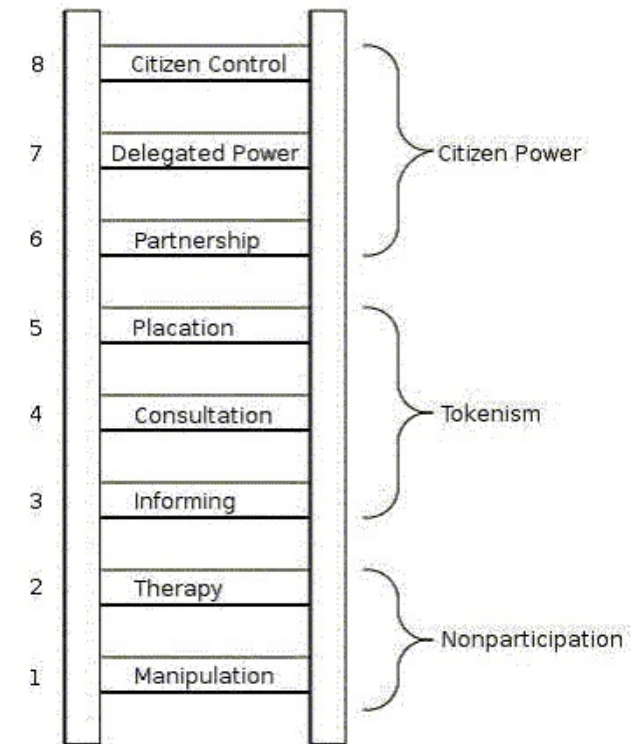 8 Citizen Control
7 Delegated Power
Citizen Power
6 Partnership
5 Placation
4 Consultation
Tokenism
3 Informing
2 Therapy
Nonparticipation
1 Manipulation